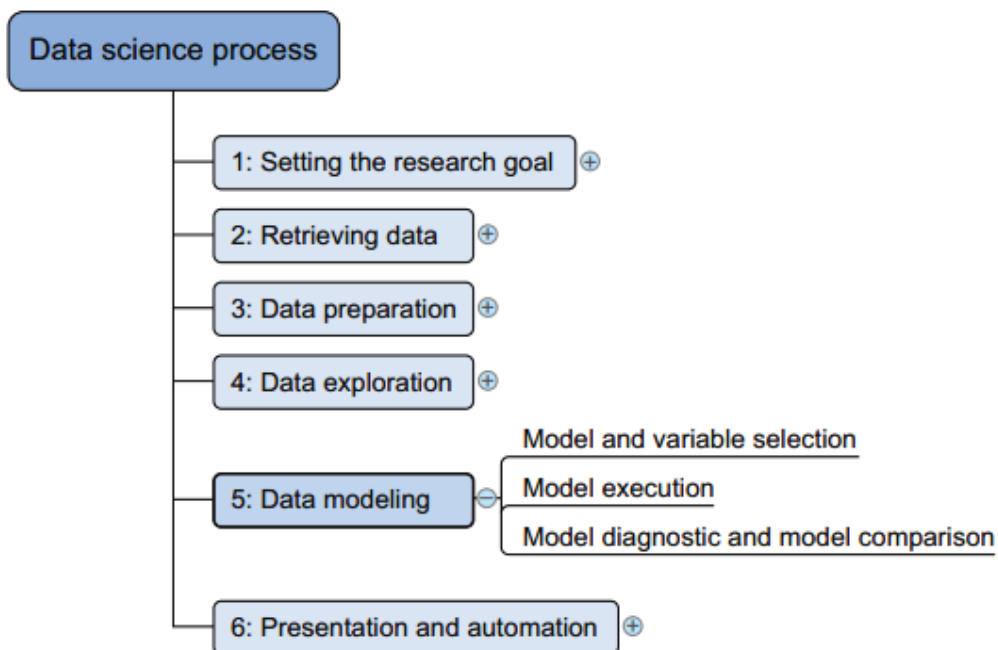 Data science process
1: Setting the research goal
2: Retrieving data
3: Data preparation
4: Data exploration
5: Data modeling
Model and variable selection
Model execution
Model diagnostic and model comparison
6: Presentation and automation